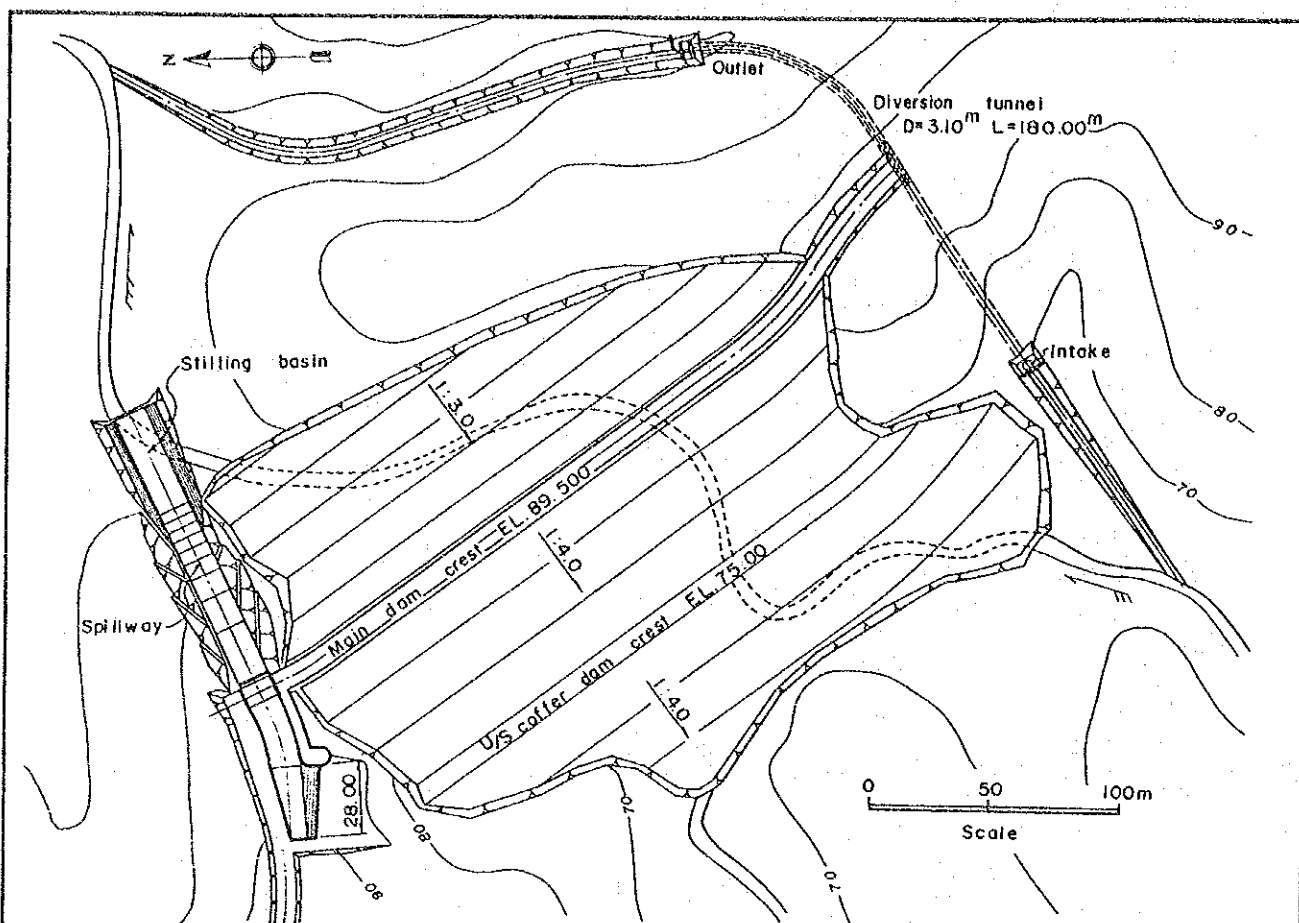 N
Outlet
Diversion tunnel
D=3.10m L=180.00m
90
Intake
80
Stilling basin
1:3.0
70
Main dam crest EL. 89.500
1:4.0
U/S coffer dam crest EL. 75.00
Spillway
1:4.0
28.00
80
70
0 50 100m
Scale
80
70